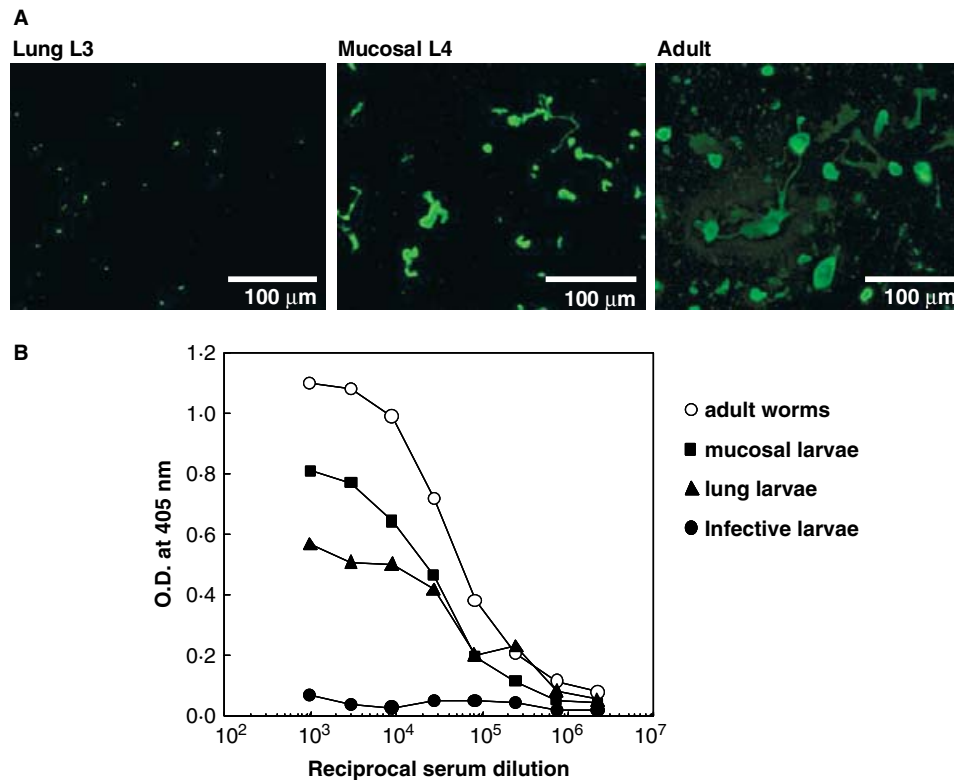 A
Lung L3
Mucosal L4
Adult
100 μm
100 μm
100 μm
B
1·2
1·0
0·8
0·6
0·4
0·2
0·0
O.D. at 405 nm
10²
10³
10⁴
10⁵
10⁶
10⁷
Reciprocal serum dilution
adult worms
mucosal larvae
lung larvae
Infective larvae